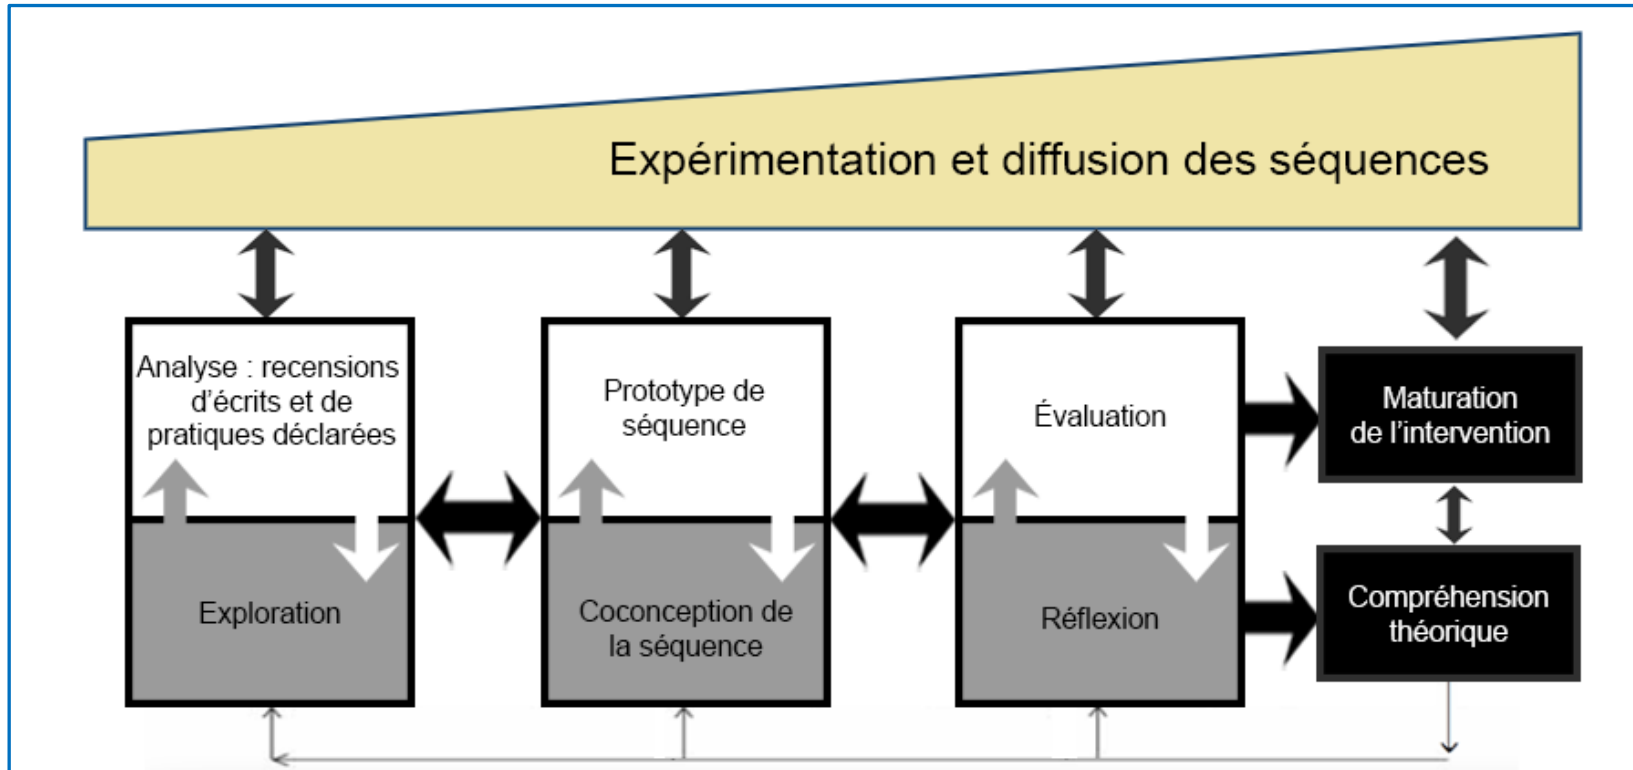 Expérimentation et diffusion des séquences
Analyse : recensions
d'écrits et de
pratiques déclarées
Exploration
Prototype de
séquence
Coconception de
la séquence
Évaluation
Réflexion
Maturation
de l'intervention
Compréhension
théorique